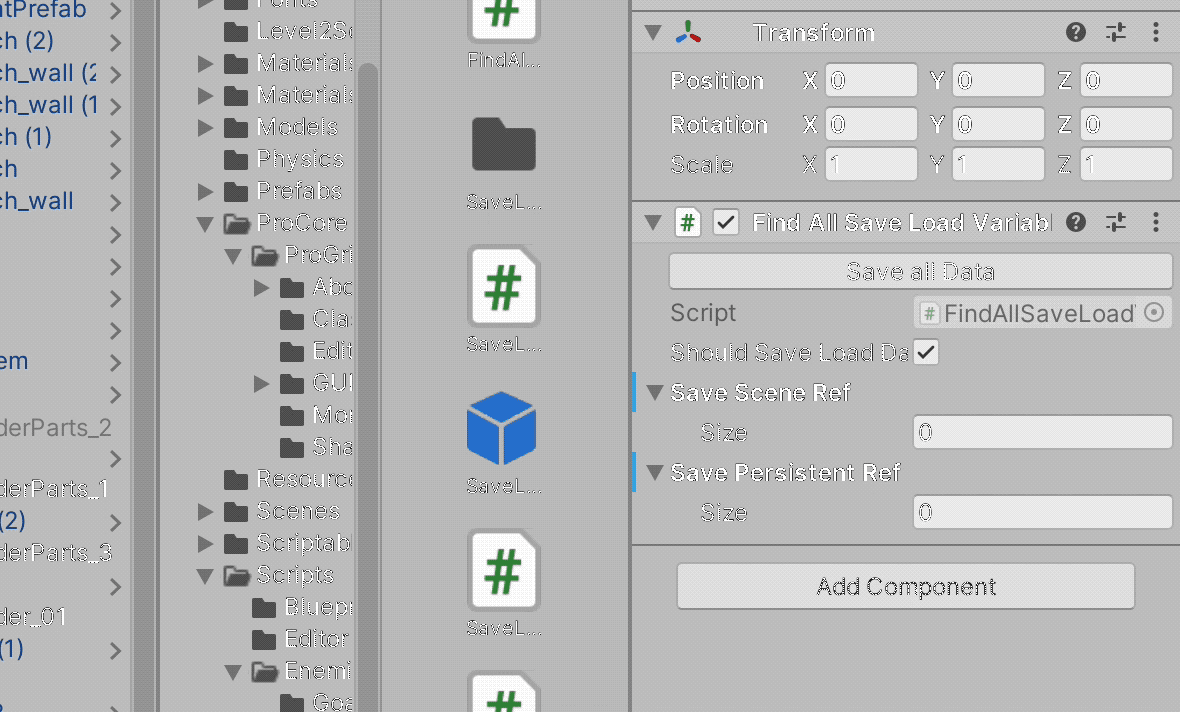 ntPrefab
ch (2)
ch_wall (2
ch_wall (1
ch (1)
ch
ch_wall
em
derParts_2
derParts_1
(2)
derParts_3
der_01
(1)
Fonts
Level2Sc
Materials
Materials
Models
Physics
Prefabs
ProCore
ProGri
Abo
Clas
Edit
GUI
Mon
Sha
Resource
Scenes
Scriptab
Scripts
Bluepr
Editor
Enemi
Goa
FindAl...
SaveL...
SaveL...
SaveL...
SaveL...
Transform
Position X 0 Y 0 Z 0
Rotation X 0 Y 0 Z 0
Scale X 1 Y 1 Z 1
# Find All Save Load Variabl
Save all Data
Script # FindAllSaveLoadV
Should Save Load Da
Save Scene Ref
Size 0
Save Persistent Ref
Size 0
Add Component